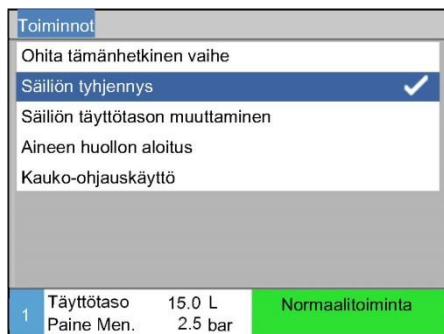 Toiminnot
Ohita tämänhetkinen vaihe
Säiliön tyhjennys
Säiliön täyttötason muuttaminen
Aineen huollon aloitus
Kauko-ohjauskäyttö
1 Täyttötaso 15.0 L Normaalitoiminta
Paine Men. 2.5 bar